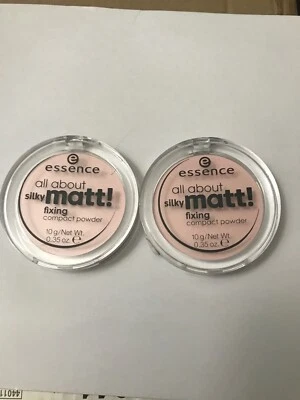 e
essence
all about
silky matt!
fixing
compact powder
10 g/Net Wt.
0.35 oz. ℮
e
essence
all about
silky matt!
fixing
compact powder
10 g/Net Wt.
0.35 oz. ℮